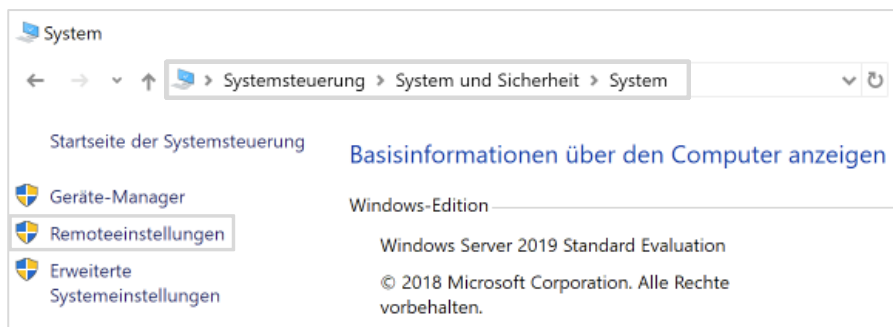 System
Systemsteuerung > System und Sicherheit > System
Startseite der Systemsteuerung
Geräte-Manager
Remoteeinstellungen
Erweiterte
Systemeinstellungen
Basisinformationen über den Computer anzeigen
Windows-Edition
Windows Server 2019 Standard Evaluation
© 2018 Microsoft Corporation. Alle Rechte
vorbehalten.